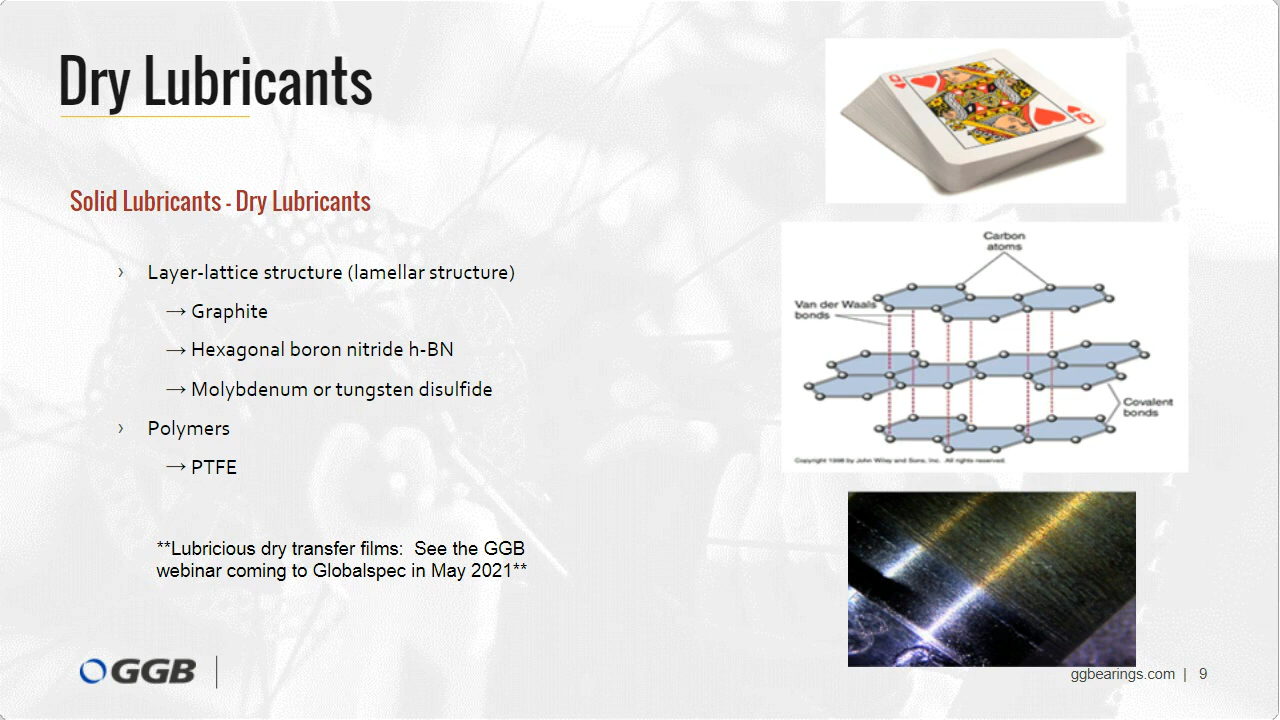 Dry Lubricants
Solid Lubricants - Dry Lubricants
› Layer-lattice structure (lamellar structure)
→ Graphite
→ Hexagonal boron nitride h-BN
→ Molybdenum or tungsten disulfide
› Polymers
→ PTFE
**Lubricious dry transfer films: See the GGB
webinar coming to Globalspec in May 2021**
Q
Q
Carbon
atoms
Van der Waals
bonds
Covalent
bonds
Copyright 1998 by John Wiley and Sons, Inc. All rights reserved.
GGB
ggbearings.com | 9